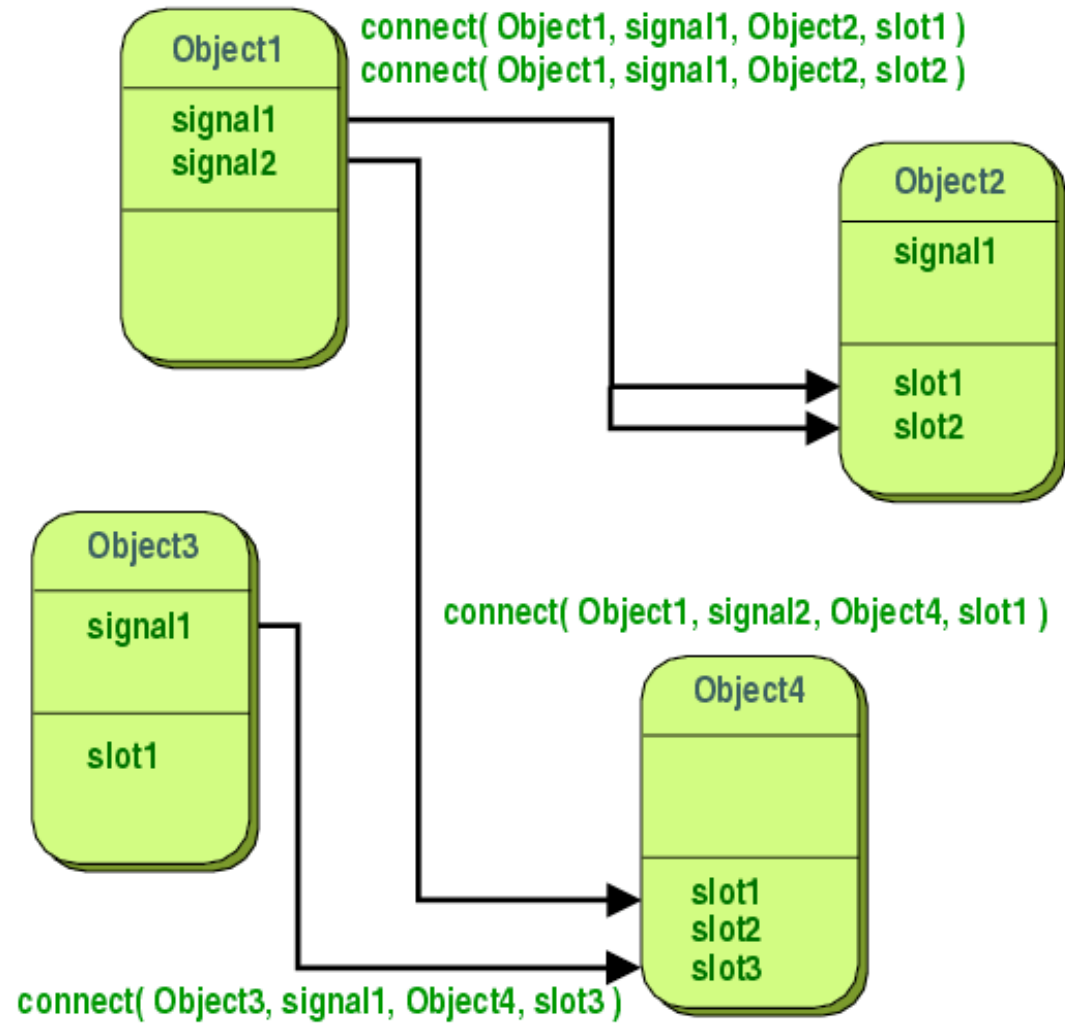 Object1
signal1
signal2
connect( Object1, signal1, Object2, slot1 )
connect( Object1, signal1, Object2, slot2 )
Object2
signal1
slot1
slot2
Object3
signal1
slot1
connect( Object1, signal2, Object4, slot1 )
Object4
slot1
slot2
slot3
connect( Object3, signal1, Object4, slot3 )